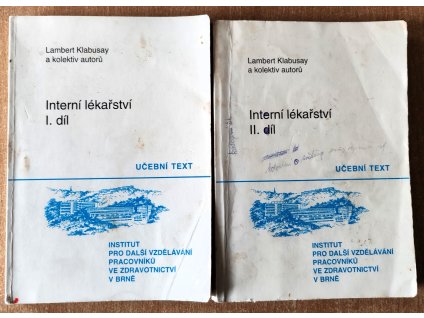 Lambert Klabusay
a kolektiv autorů
Interní lékařství
I. díl
UČEBNÍ TEXT
INSTITUT
PRO DALŠÍ VZDĚLÁVÁNÍ
PRACOVNÍKŮ
VE ZDRAVOTNICTVÍ
V BRNĚ
Lambert Klabusay
a kolektiv autorů
Interní lékařství
II. díl
UČEBNÍ TEXT
INSTITUT
PRO DALŠÍ VZDĚLÁVÁNÍ
PRACOVNÍKŮ
VE ZDRAVOTNICTVÍ
V BRNĚ